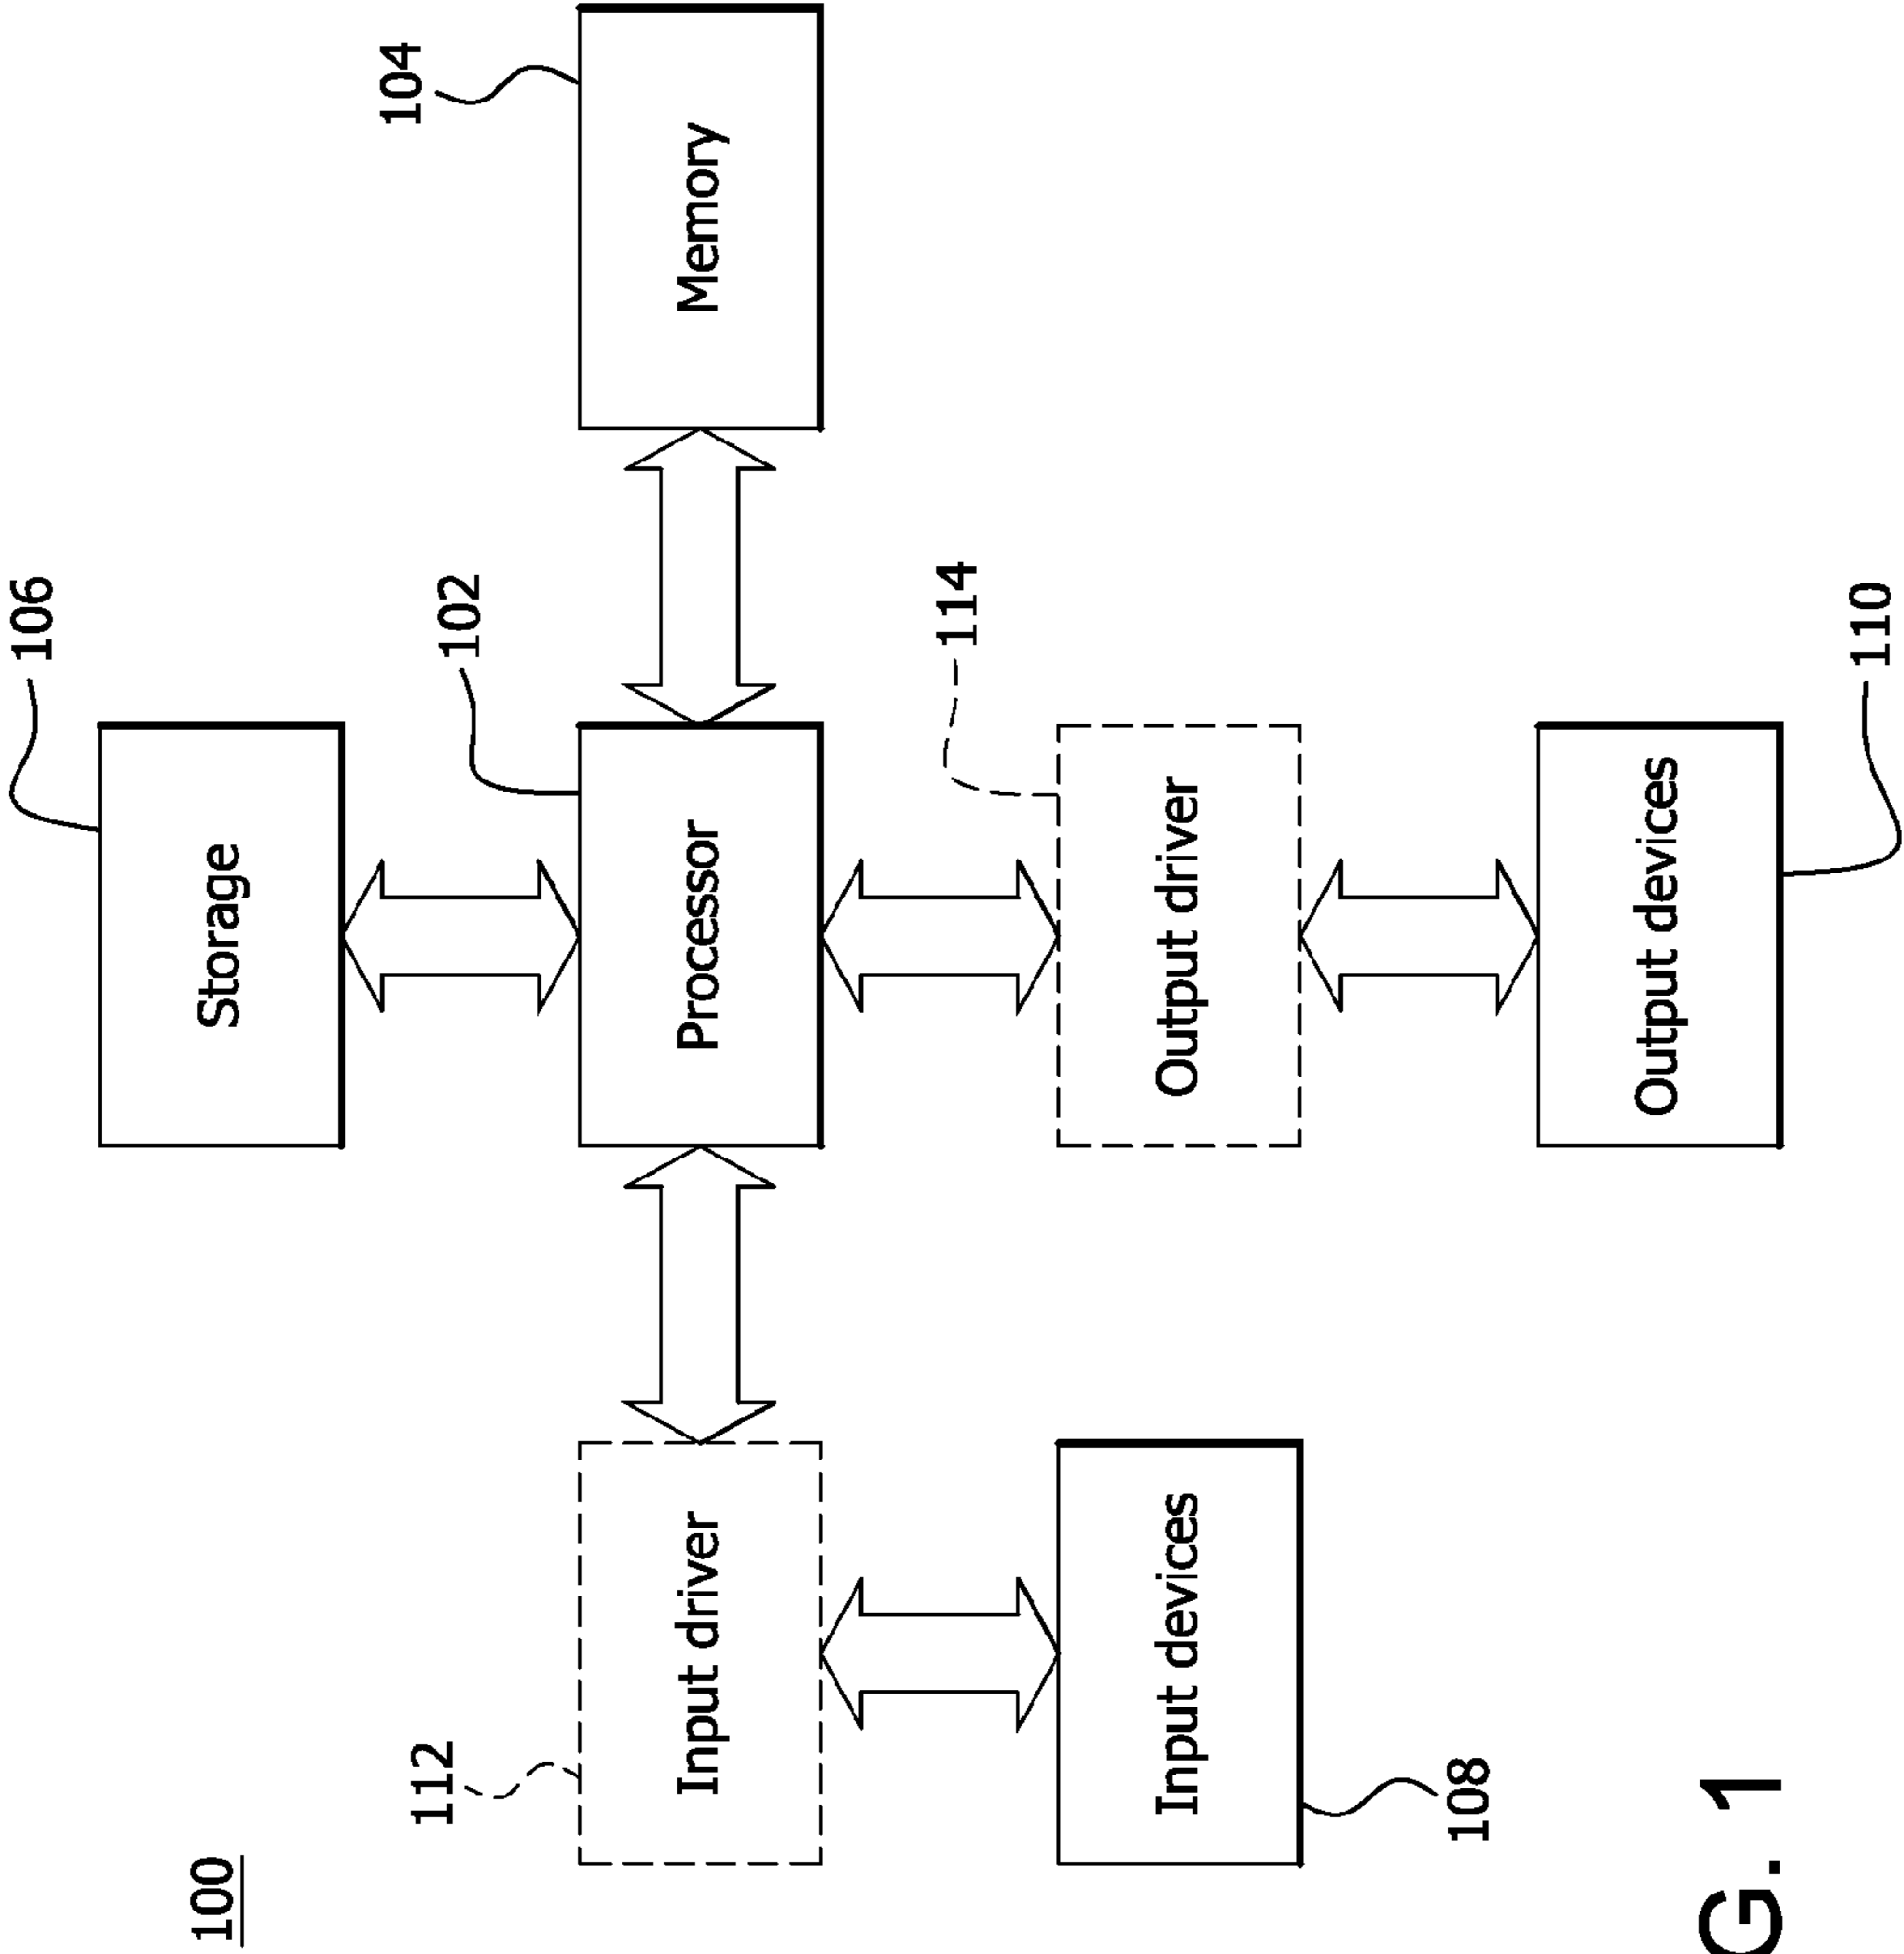 106
100
Storage
112
102
104
Input driver
Processor
Memory
114
Input devices
Output driver
108
Output devices
110
G. 1